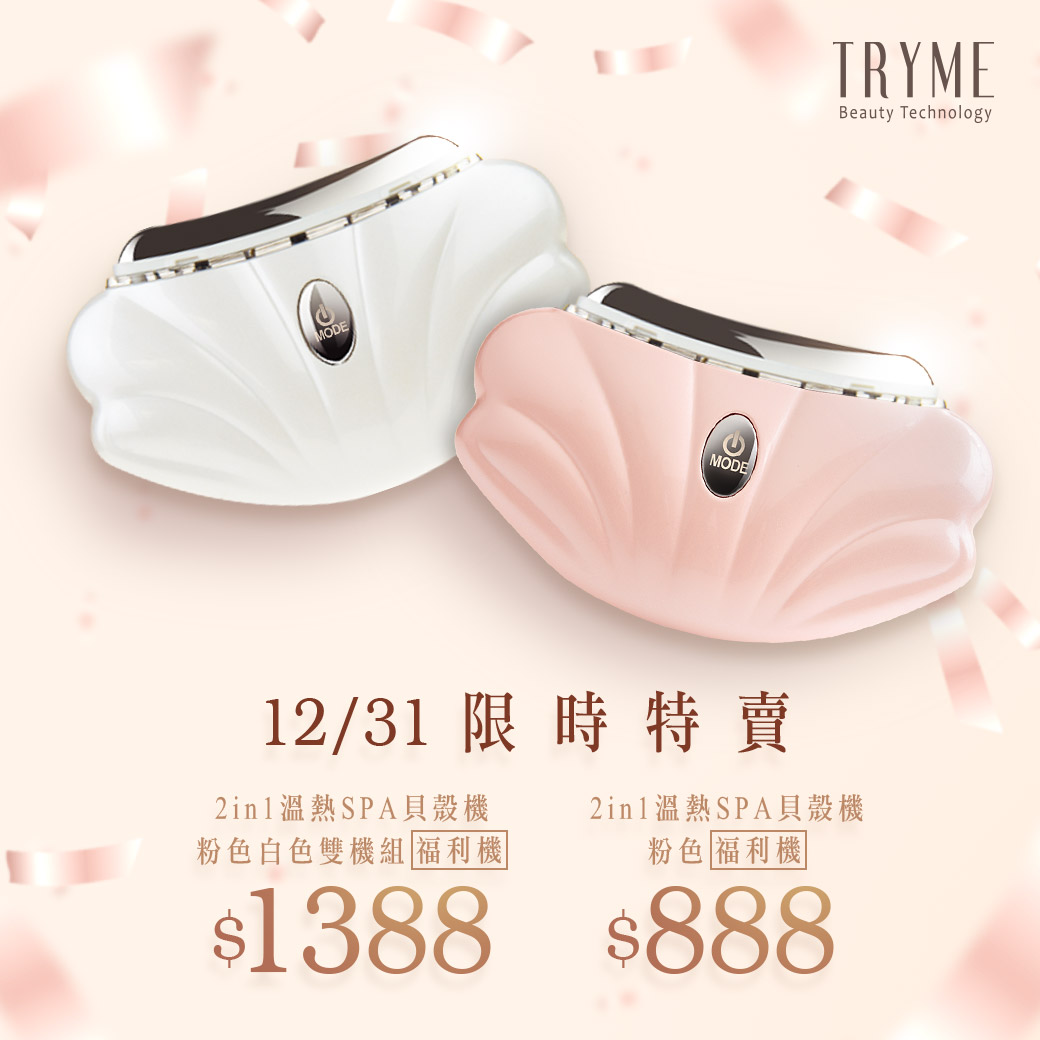 TRYME
Beauty Technology
MODE
MODE
12/31 限時特賣
2in1溫熱SPA貝殼機
粉色白色雙機組 福利機
$1388
2in1溫熱SPA貝殼機
粉色 福利機
$888